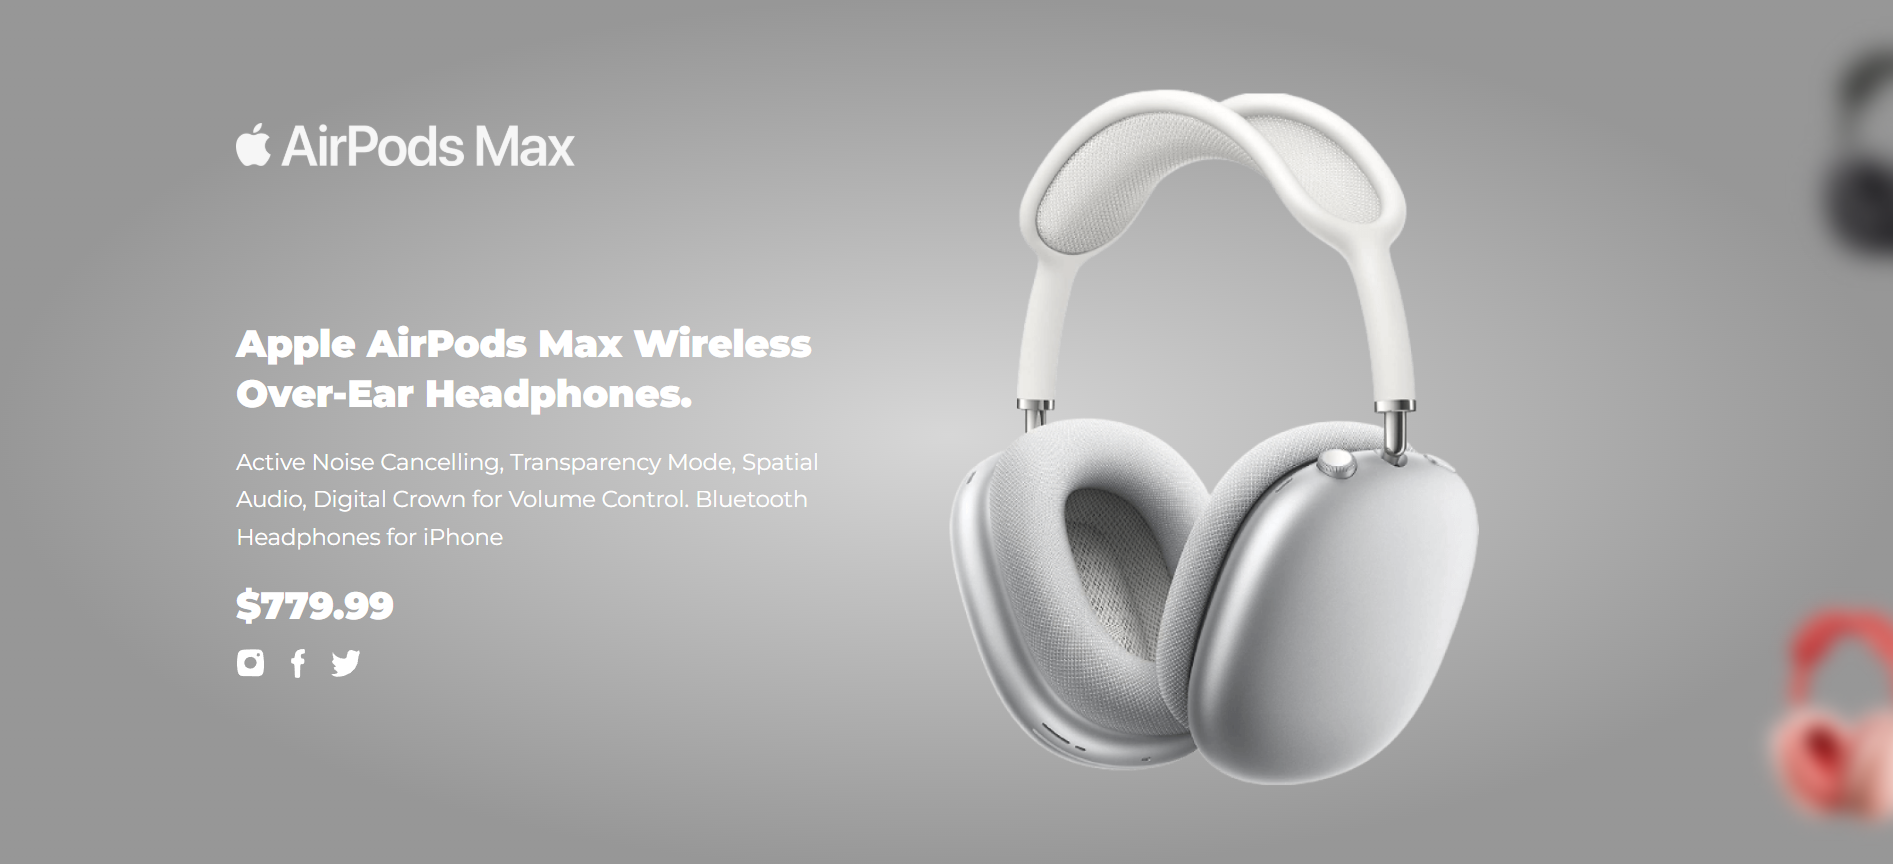 AirPods Max
Apple AirPods Max Wireless
Over-Ear Headphones.
Active Noise Cancelling, Transparency Mode, Spatial
Audio, Digital Crown for Volume Control. Bluetooth
Headphones for iPhone
$779.99